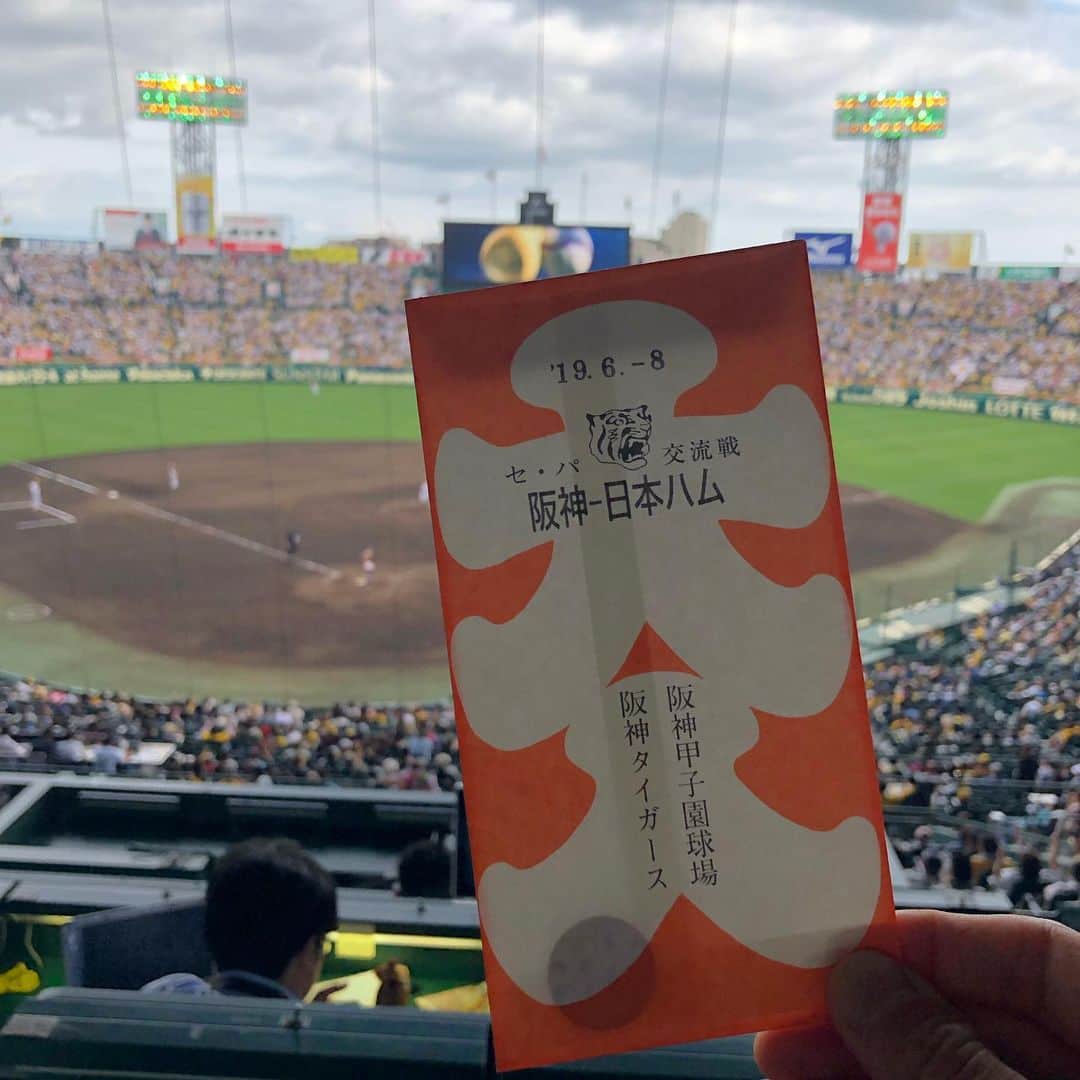 '19.6.-8
セ・パ 交流戦
阪神-日本ハム
阪神甲子園球場
阪神タイガース
mizuno
LOTTE